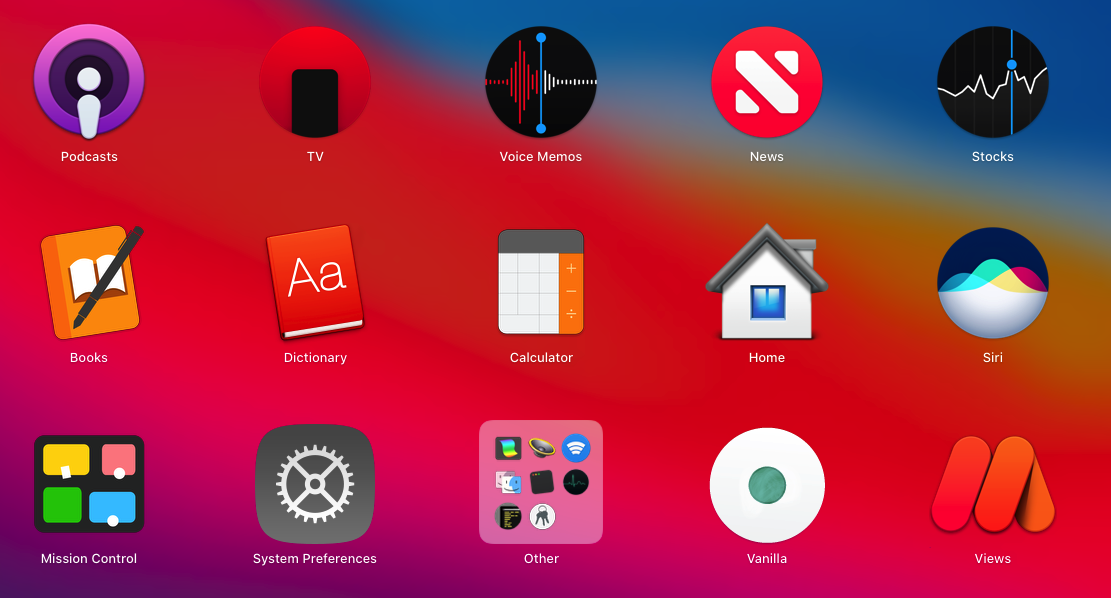 Podcasts
TV
Voice Memos
News
Stocks
Aa
Books
Dictionary
Calculator
Home
Siri
Mission Control
System Preferences
Other
Vanilla
Views